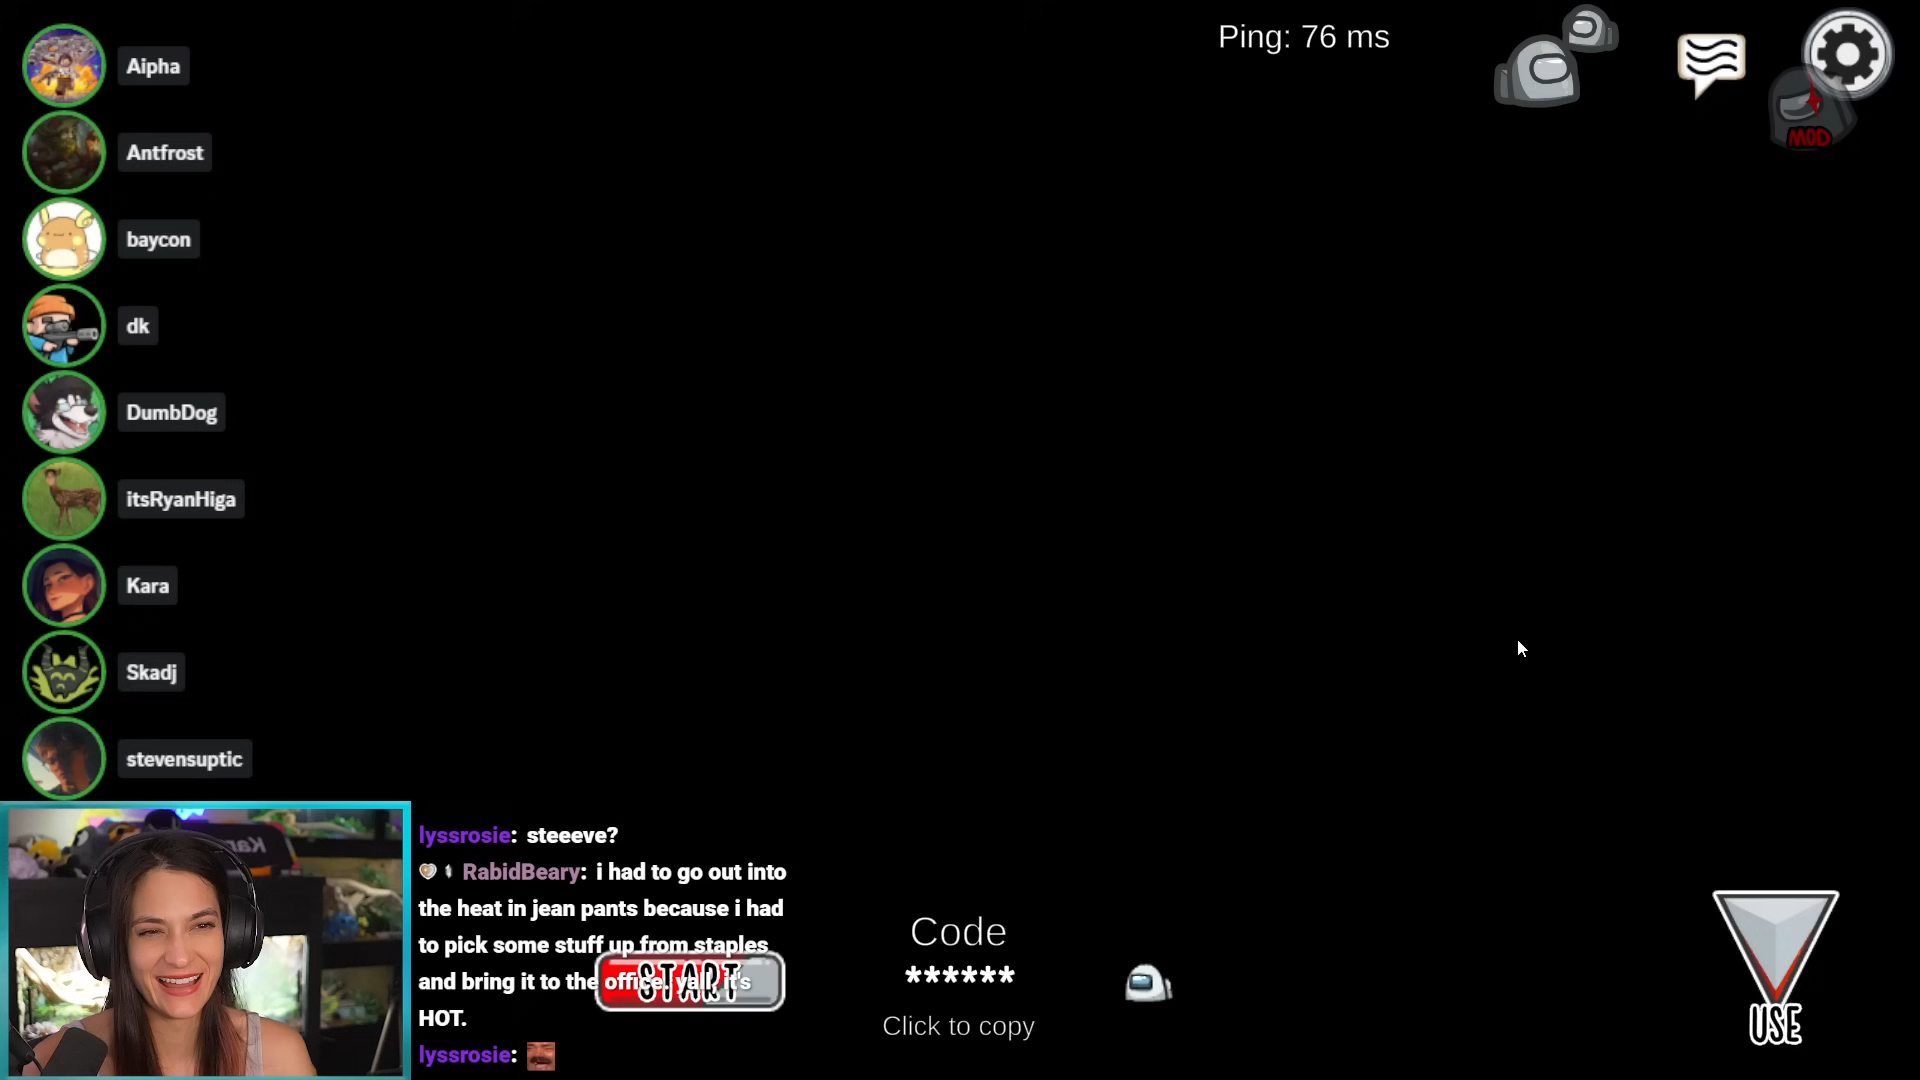 Ping: 76 ms
MOD
Aipha
Antfrost
baycon
dk
DumbDog
itsRyanHiga
Kara
Skadj
stevensuptic
lyssrosie: steeeve?
RabidBeary: i had to go out into
the heat in jean pants because i had
to pick some stuff up from staples
and bring it to the office. yall, it's
HOT.
lyssrosie:
START
Code
******
Click to copy
USE